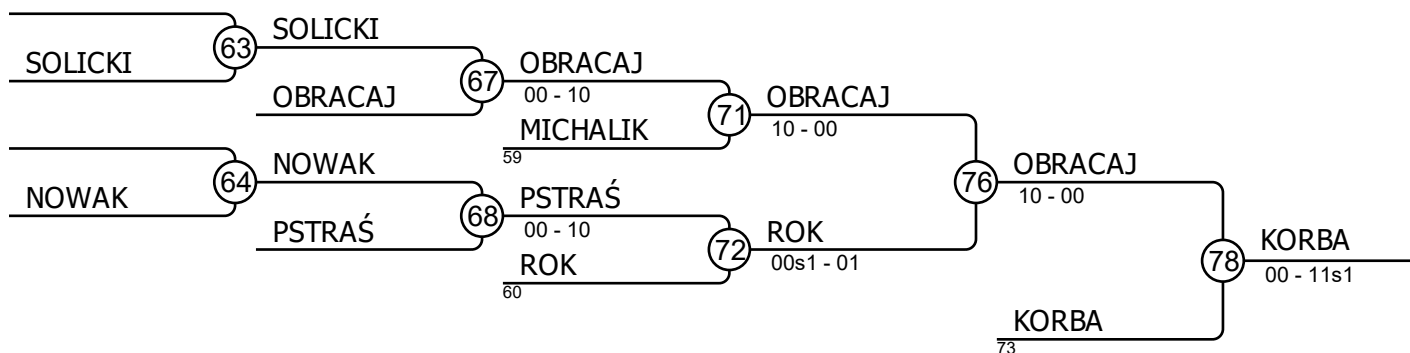 63
SOLICKI
SOLICKI
67
OBRACAJ
00 - 10
OBRACAJ
71
OBRACAJ
10 - 00
MICHALIK
59
64
NOWAK
NOWAK
76
OBRACAJ
10 - 00
68
PSTRAŚ
00 - 10
PSTRAŚ
72
ROK
00s1 - 01
ROK
60
78
KORBA
00 - 11s1
KORBA
73